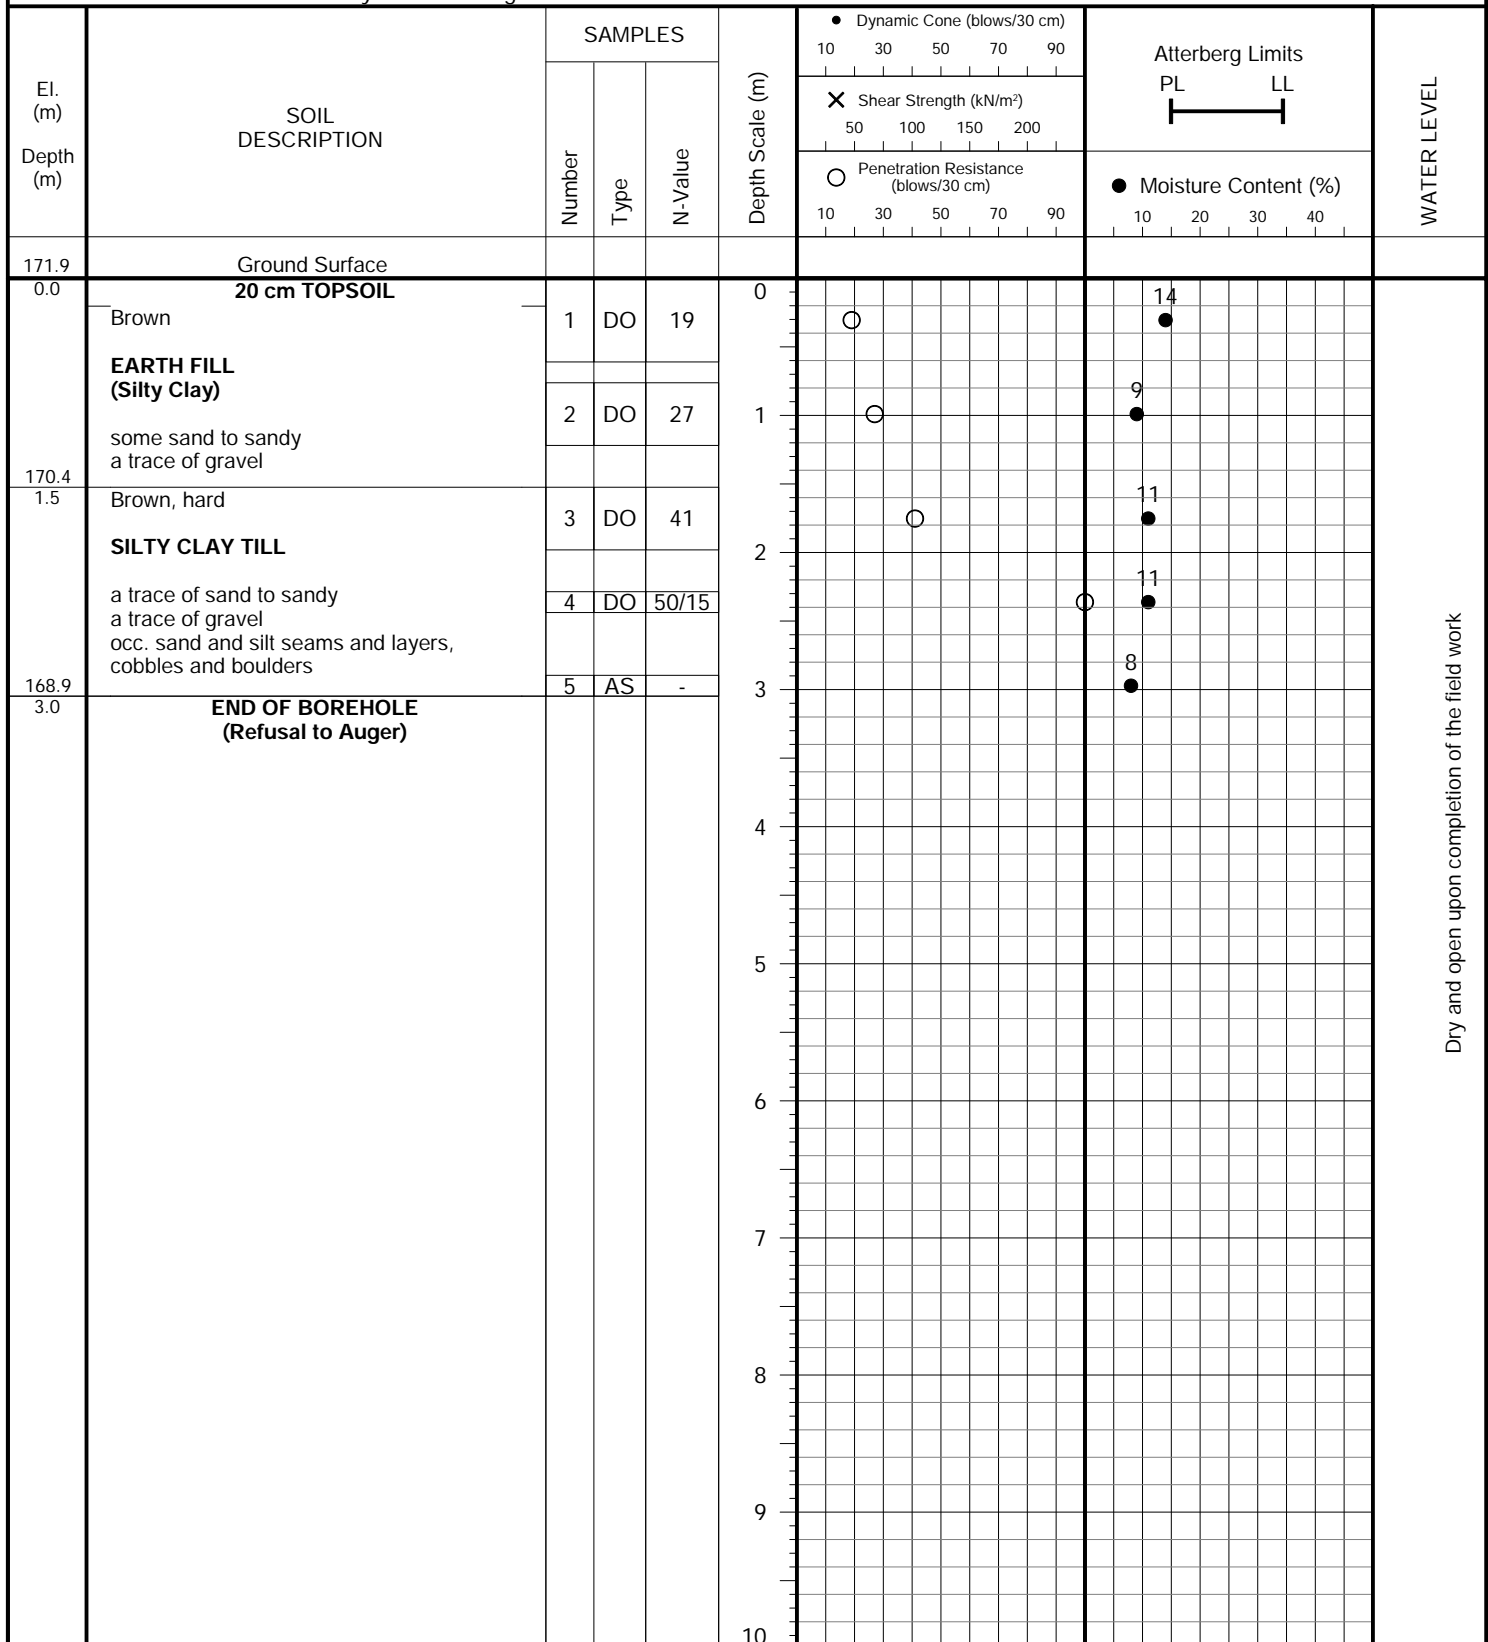 SAMPLES
El.
(m)
Depth
(m)
SOIL
DESCRIPTION
Number
Type
N-Value
Depth Scale (m)
Dynamic Cone (blows/30 cm)
10 30 50 70 90
Shear Strength (kN/m²)
50 100 150 200
Penetration Resistance
(blows/30 cm)
10 30 50 70 90
Atterberg Limits
PL LL
Moisture Content (%)
10 20 30 40
WATER LEVEL
171.9 Ground Surface
0.0 20 cm TOPSOIL
Brown
EARTH FILL
(Silty Clay)
some sand to sandy
a trace of gravel
170.4
1.5 Brown, hard
SILTY CLAY TILL
a trace of sand to sandy
a trace of gravel
occ. sand and silt seams and layers,
cobbles and boulders
168.9
3.0 END OF BOREHOLE
(Refusal to Auger)
1 DO 19
2 DO 27
3 DO 41
4 DO 50/15
5 AS -
0
1
2
3
4
5
6
7
8
9
10
14
9
11
11
8
Dry and open upon completion of the field work